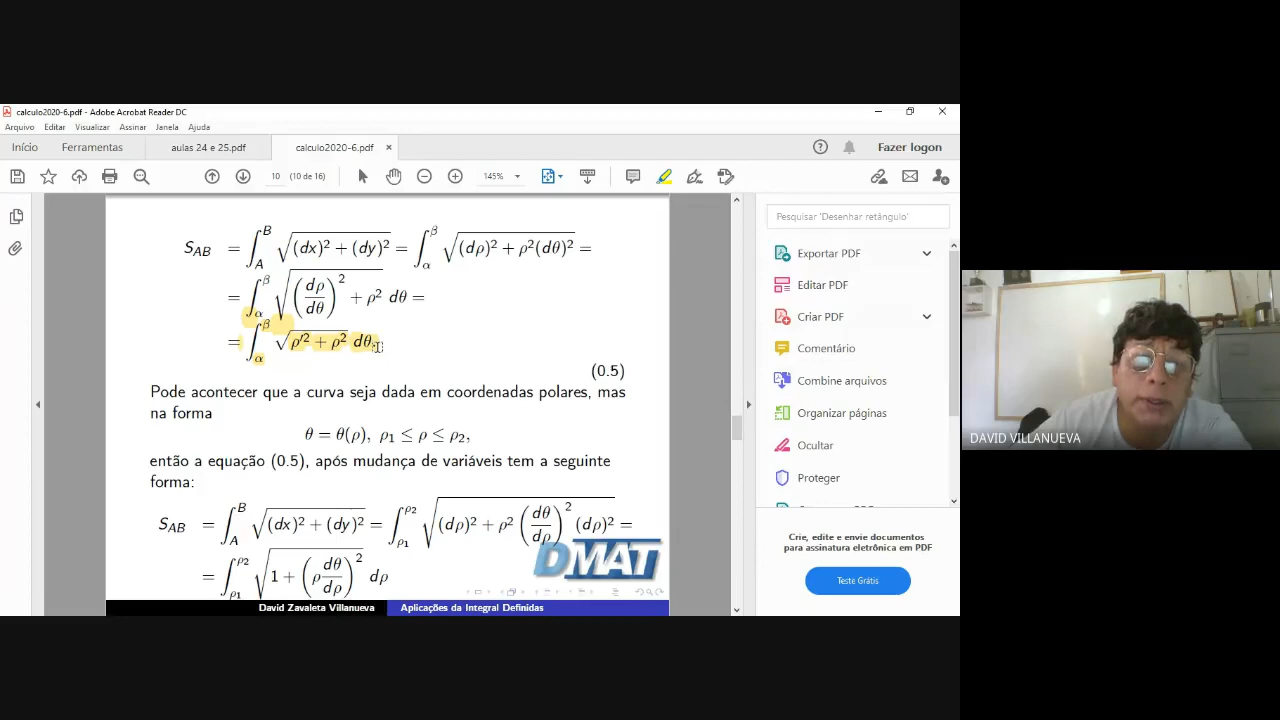 calculo2020-6.pdf - Adobe Acrobat Reader DC
Arquivo Editar Visualizar Assinar Janela Ajuda
Início Ferramentas aulas 24 e 25.pdf calculo2020-6.pdf × Fazer logon
10 (10 de 16) 145%
Pesquisar 'Desenhar retângulo'
Exportar PDF
Editar PDF
Criar PDF
Comentário
Combine arquivos
Organizar páginas
Ocultar
Proteger
Crie, edite e envie documentos
para assinatura eletrônica em PDF
Teste Grátis
S_AB = ∫_A^B √((dx)² + (dy)²) = ∫_α^β √((dρ)² + ρ²(dθ)²) =
= ∫_α^β √((dρ/dθ)² + ρ²) dθ =
= ∫_α^β √(ρ′² + ρ²) dθ.
(0.5)
Pode acontecer que a curva seja dada em coordenadas polares, mas
na forma
θ = θ(ρ), ρ₁ ≤ ρ ≤ ρ₂,
então a equação (0.5), após mudança de variáveis tem a seguinte
forma:
S_AB = ∫_A^B √((dx)² + (dy)²) = ∫_ρ₁^ρ₂ √((dρ)² + ρ² (dθ/dρ)² (dρ)²) =
= ∫_ρ₁^ρ₂ √(1 + (ρ dθ/dρ)²) dρ
DMAT
David Zavaleta Villanueva Aplicações da Integral Definidas
DAVID VILLANUEVA